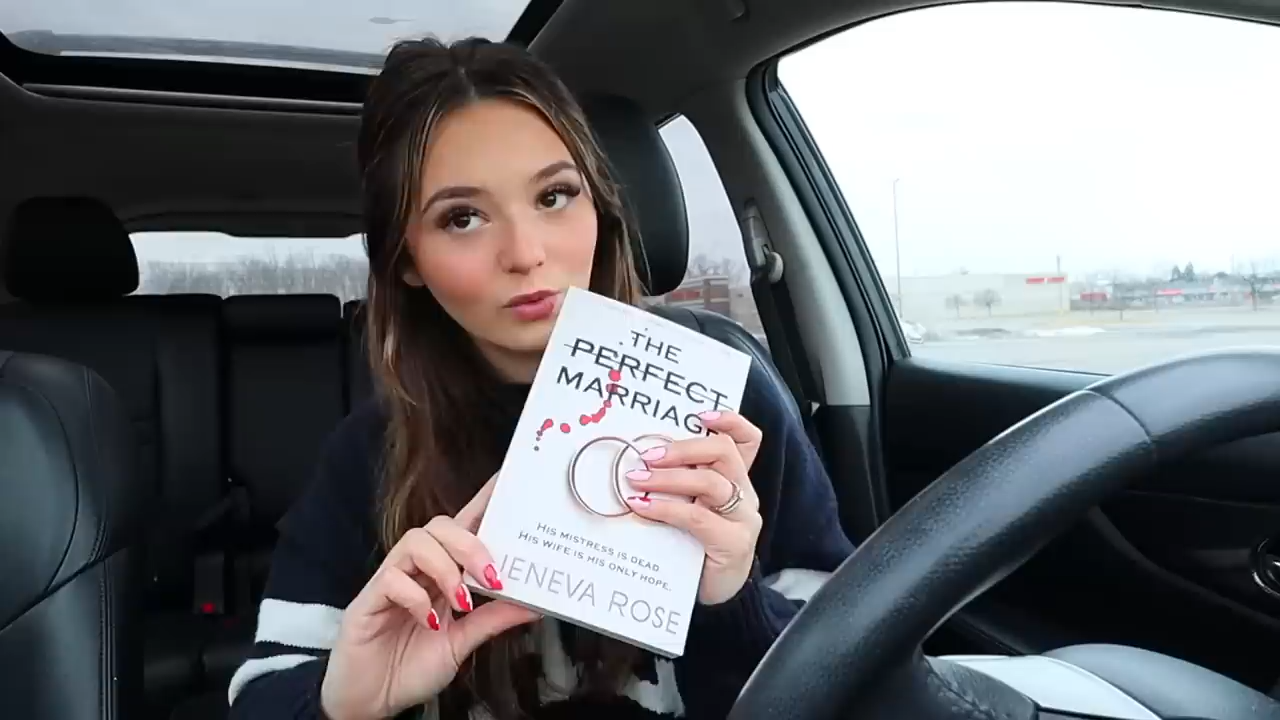 THE
PERFECT
MARRIAGE
HIS MISTRESS IS DEAD
HIS WIFE IS HIS ONLY HOPE.
JENEVA ROSE